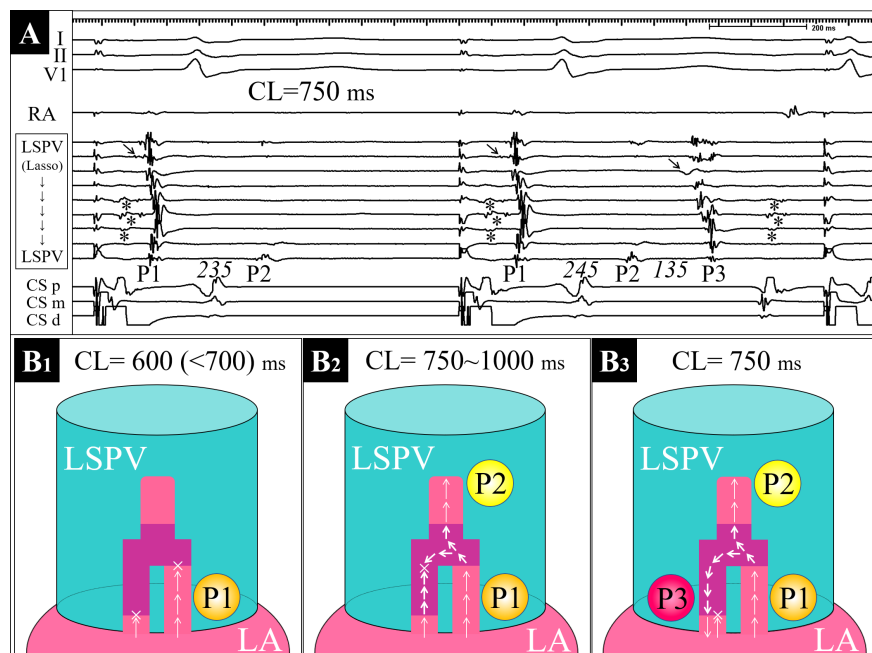 A
200 ms
I
II
V1
CL=750 ms
RA
LSPV
(Lasso)
↓
↓
↓
↓
↓
LSPV
* * *
* * *
* * *
P1 235 P2 P1 245 P2 135 P3
CS p
CS m
CS d
B1 CL= 600 (<700) ms
LSPV
P1
LA
B2 CL= 750~1000 ms
LSPV
P2
P1
LA
B3 CL= 750 ms
LSPV
P2
P3
P1
LA